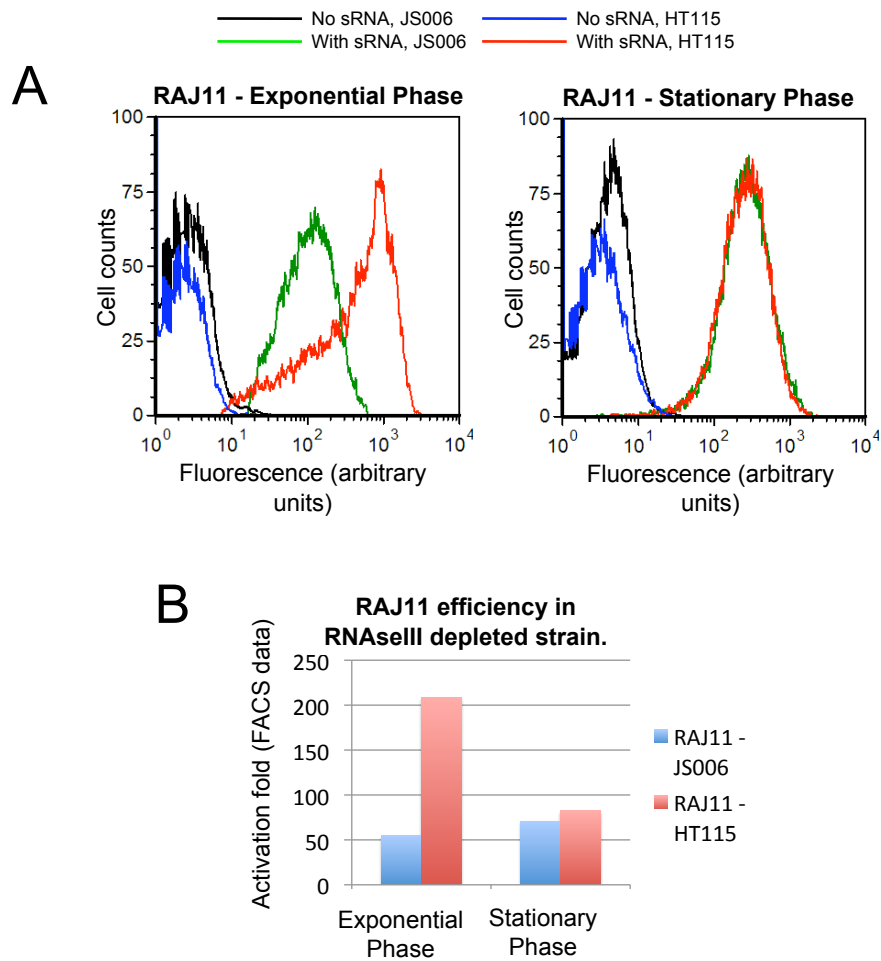 No sRNA, JS006
No sRNA, HT115
With sRNA, JS006
With sRNA, HT115
A
RAJ11 - Exponential Phase
100
75
50
25
0
Cell counts
10^0 10^1 10^2 10^3 10^4
Fluorescence (arbitrary
units)
RAJ11 - Stationary Phase
100
75
50
25
0
Cell counts
10^0 10^1 10^2 10^3 10^4
Fluorescence (arbitrary
units)
B
RAJ11 efficiency in
RNAseIII depleted strain.
Activation fold (FACS data)
250
200
150
100
50
0
Exponential
Phase
Stationary
Phase
RAJ11 -
JS006
RAJ11 -
HT115